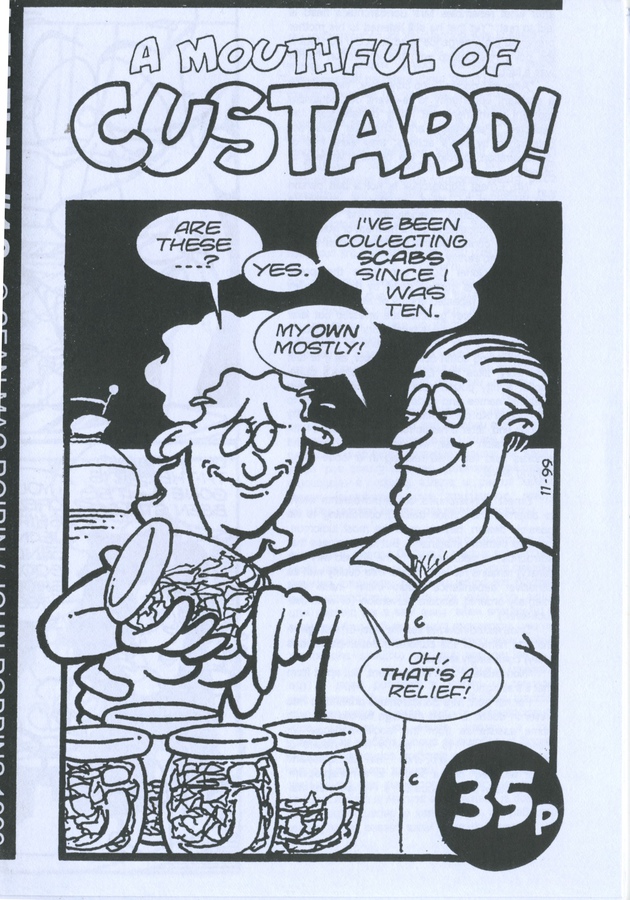 A MOUTHFUL OF
CUSTARD!
ARE
THESE
----?
YES.
I'VE BEEN
COLLECTING
SCABS
SINCE I
WAS
TEN.
MY OWN
MOSTLY!
11-99
OH,
THAT'S A
RELIEF!
35p